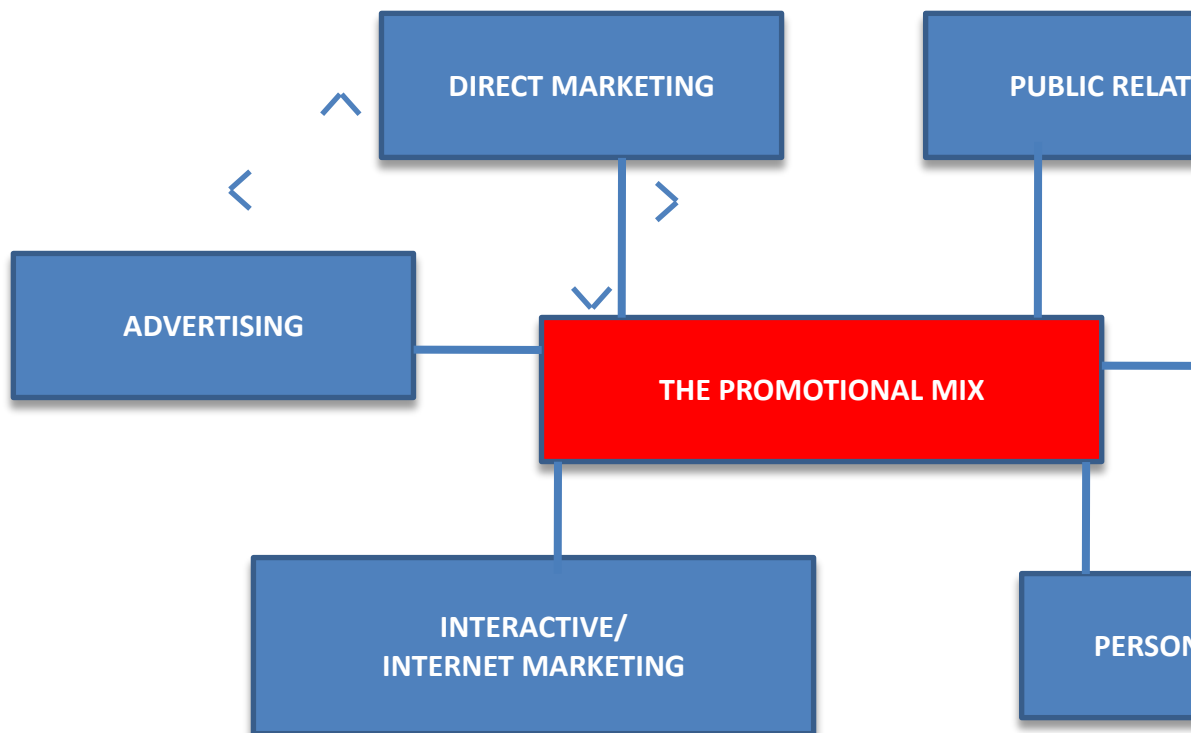 DIRECT MARKETING
PUBLIC RELAT
ADVERTISING
THE PROMOTIONAL MIX
INTERACTIVE/
INTERNET MARKETING
PERSON